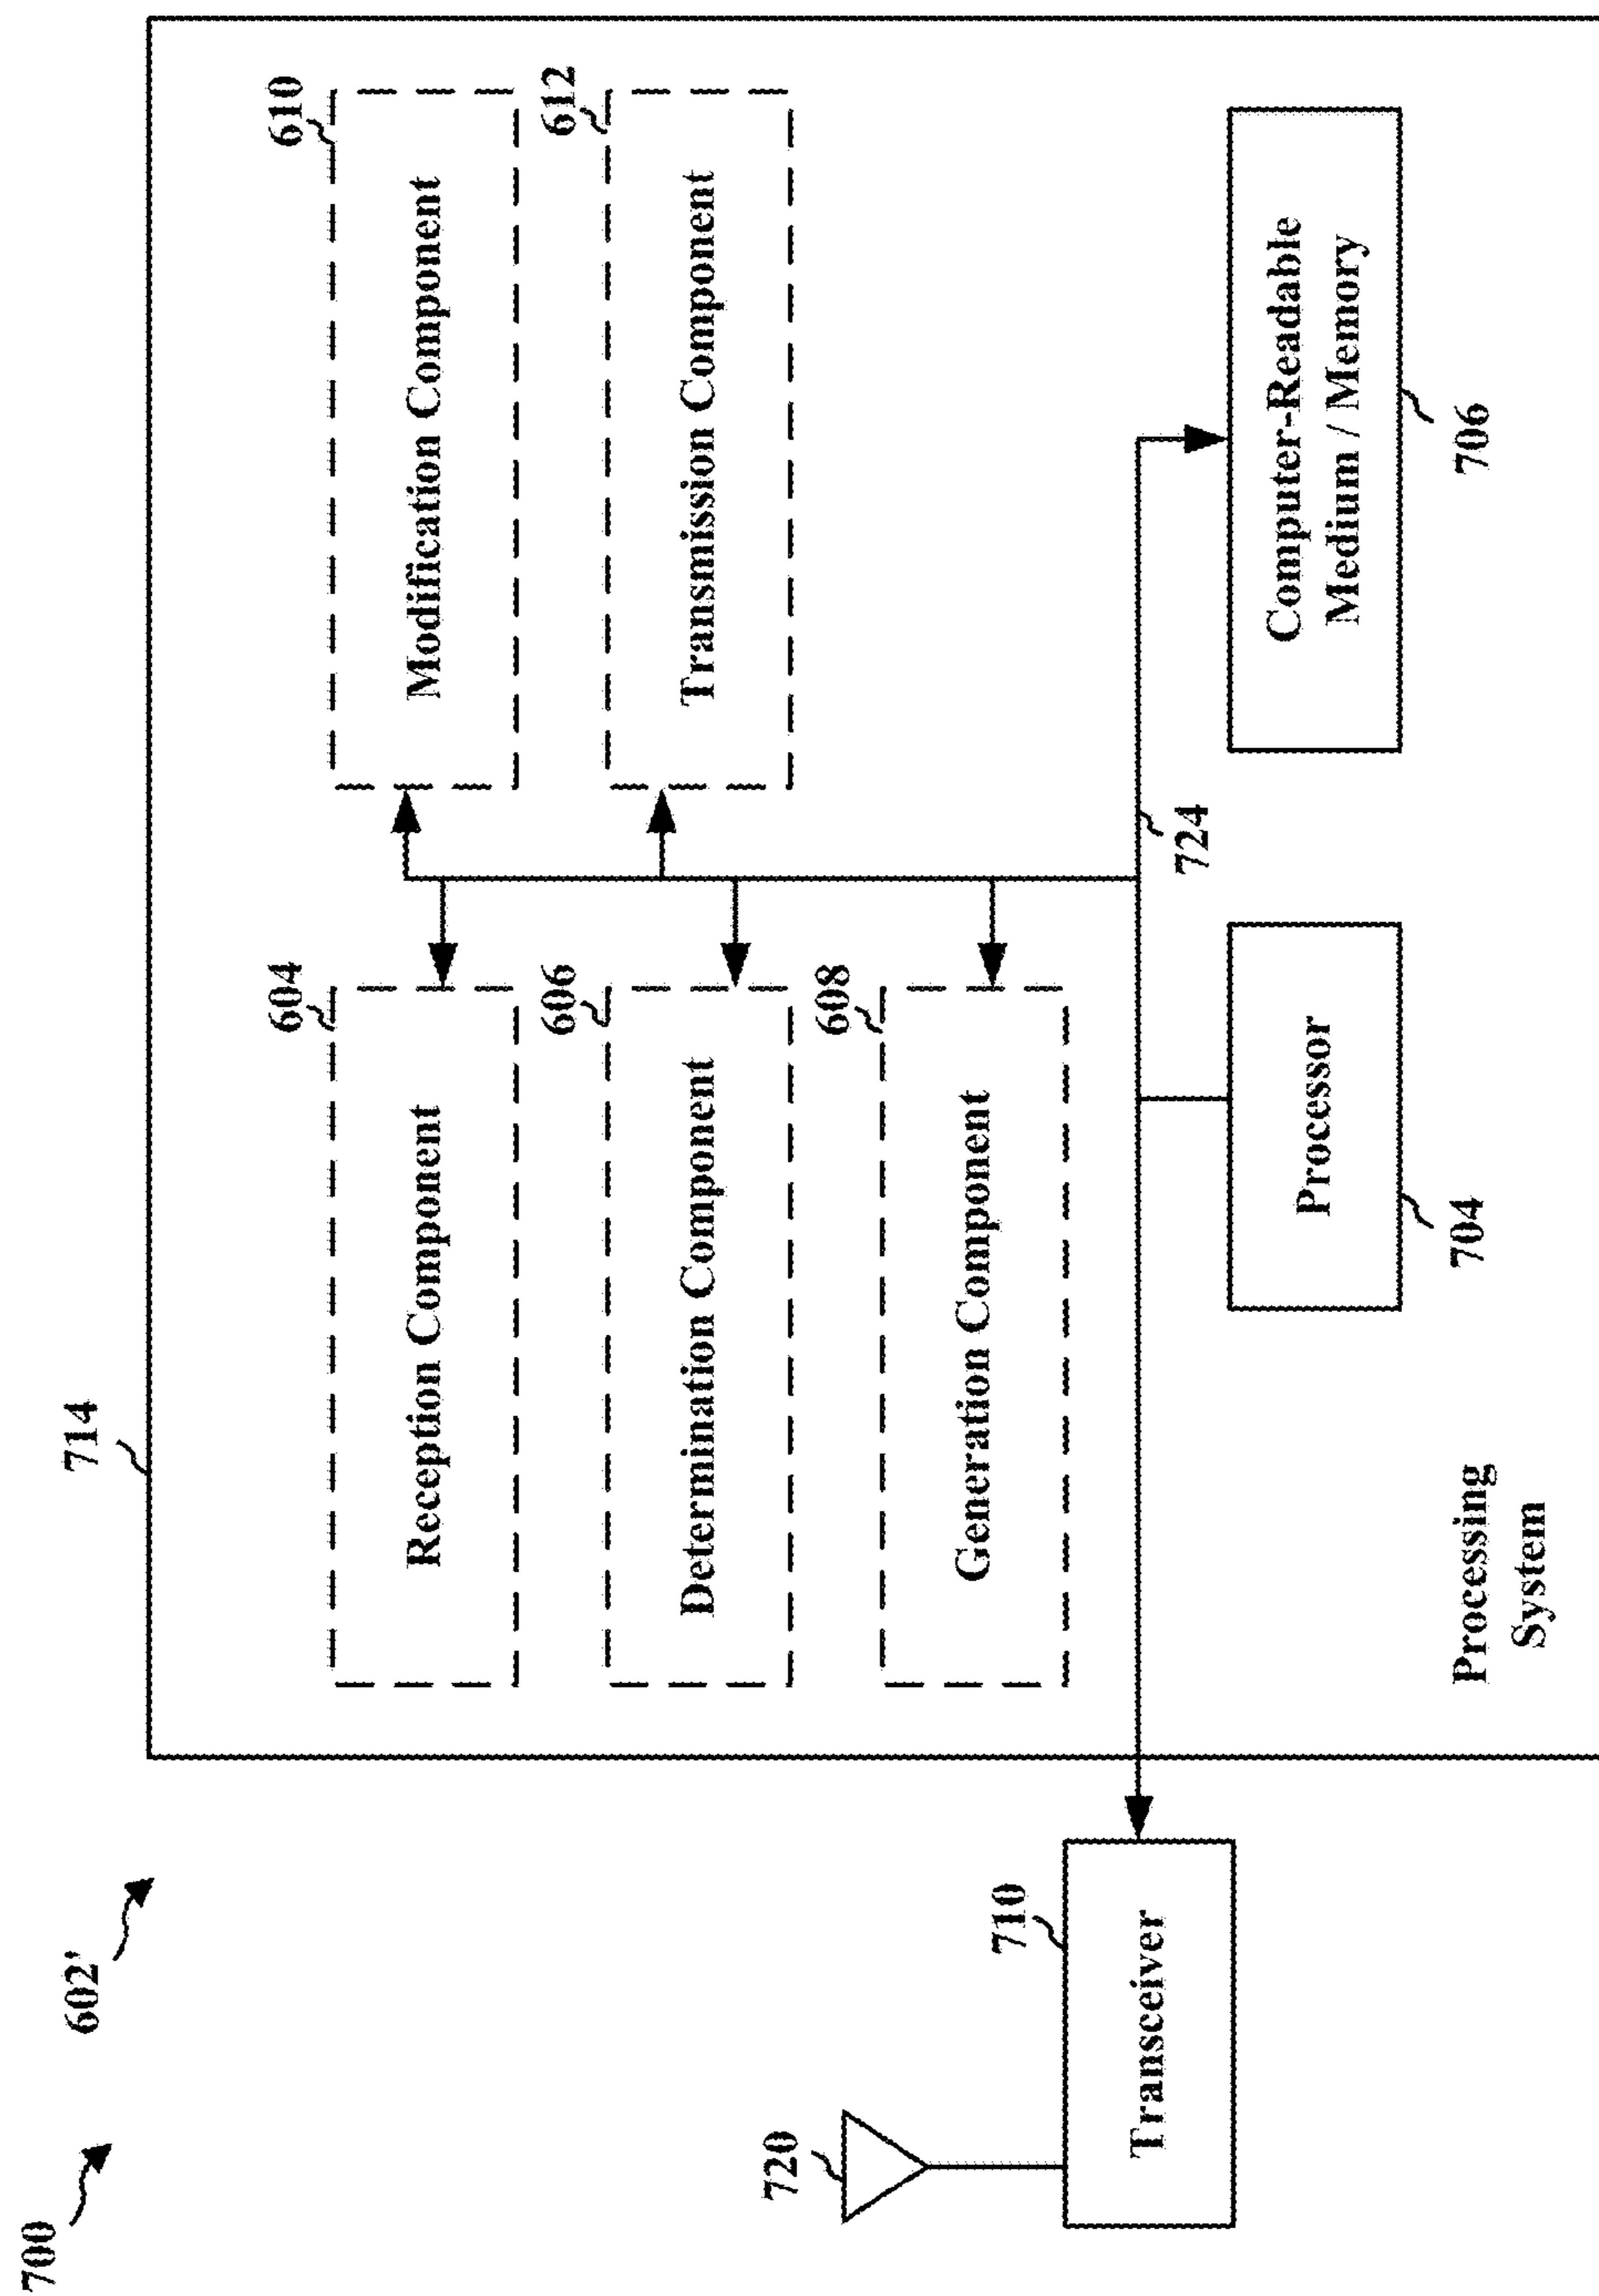 700
602'
714
604
Reception Component
610
Modification Component
606
Determination Component
612
Transmission Component
608
Generation Component
720
710
Transceiver
724
Processor
704
Computer-Readable
Medium / Memory
706
Processing
System